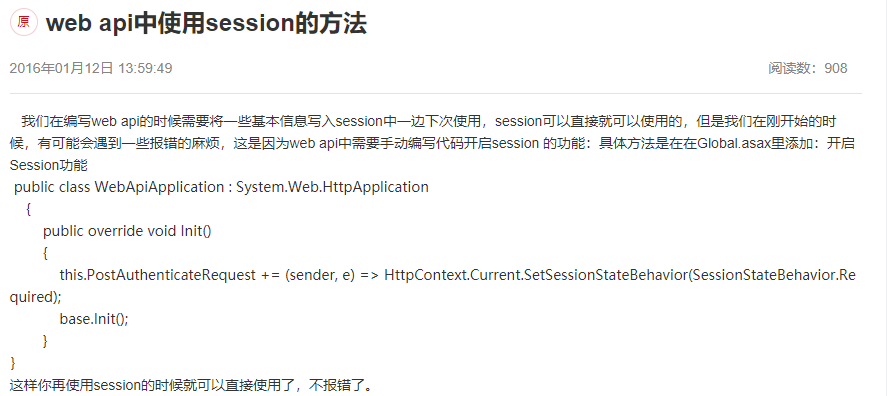 原 web api中使用session的方法
2016年01月12日 13:59:49 阅读数：908
我们在编写web api的时候需要将一些基本信息写入session中一边下次使用，session可以直接就可以使用的，但是我们在刚开始的时
候，有可能会遇到一些报错的麻烦，这是因为web api中需要手动编写代码开启session 的功能：具体方法是在在Global.asax里添加：开启
Session功能
public class WebApiApplication : System.Web.HttpApplication
{
public override void Init()
{
this.PostAuthenticateRequest += (sender, e) => HttpContext.Current.SetSessionStateBehavior(SessionStateBehavior.Re
quired);
base.Init();
}
}
这样你再使用session的时候就可以直接使用了，不报错了。